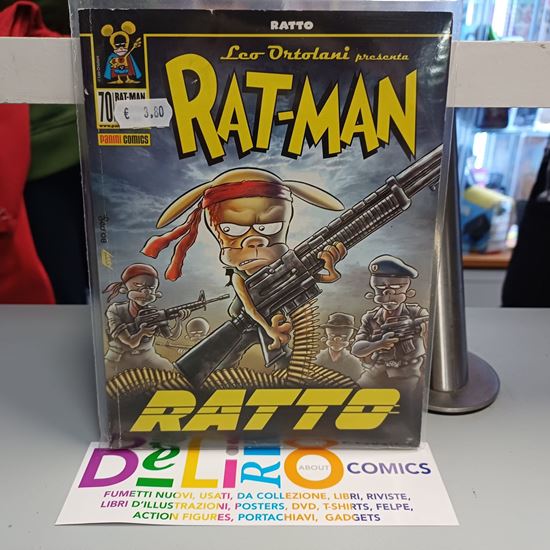 RATTO
Leo Ortolani presenta
RAT-MAN
70 RAT-MAN
€ 3,80
PANINI COMICS
RATTO
DELIRIO
ABOUT COMICS
FUMETTI NUOVI, USATI, DA COLLEZIONE, LIBRI, RIVISTE,
LIBRI D'ILLUSTRAZIONI, POSTERS, DVD, T-SHIRTS, FELPE,
ACTION FIGURES, PORTACHIAVI, GADGETS